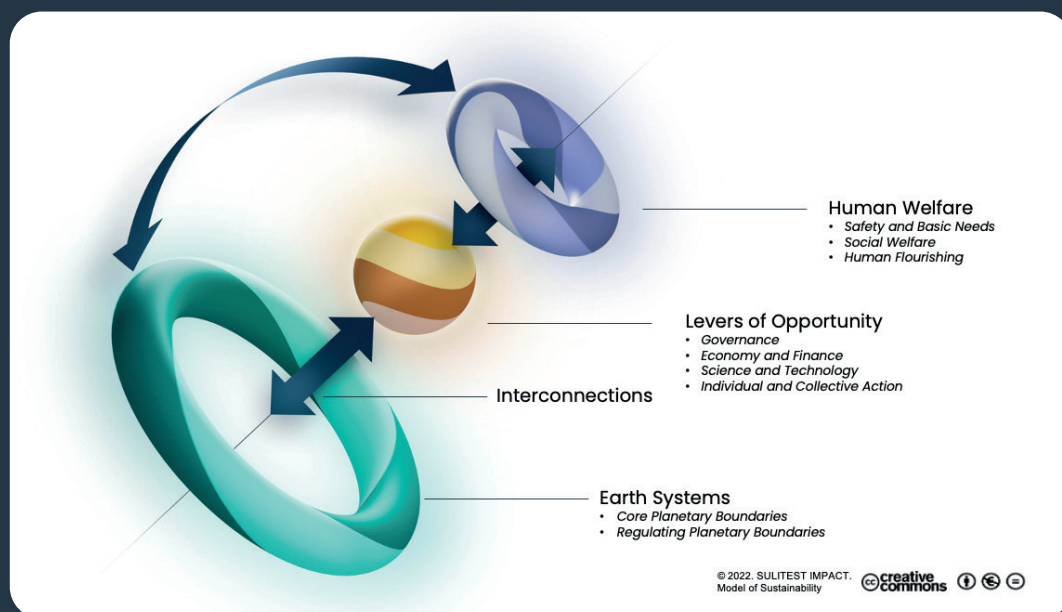 Human Welfare
• Safety and Basic Needs
• Social Welfare
• Human Flourishing
Levers of Opportunity
• Governance
• Economy and Finance
• Science and Technology
• Individual and Collective Action
Interconnections
Earth Systems
• Core Planetary Boundaries
• Regulating Planetary Boundaries
© 2022. SULITEST IMPACT.
Model of Sustainability
cc creative
commons